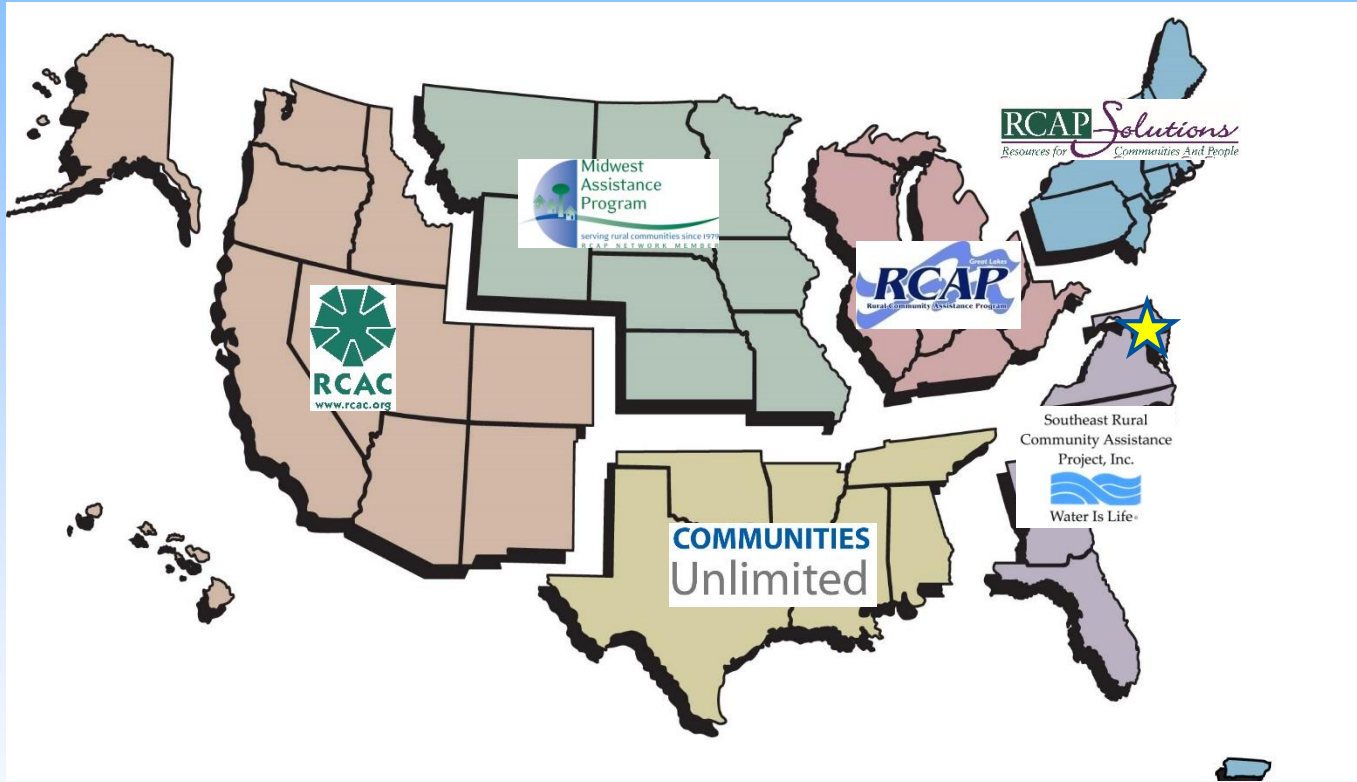 RCAP Solutions
Resources for Communities And People
Midwest
Assistance
Program
serving rural communities since 1979
RCAP NETWORK MEMBER
Great Lakes
RCAP
Rural Community Assistance Program
RCAC
www.rcac.org
Southeast Rural
Community Assistance
Project, Inc.
Water Is Life
COMMUNITIES
Unlimited